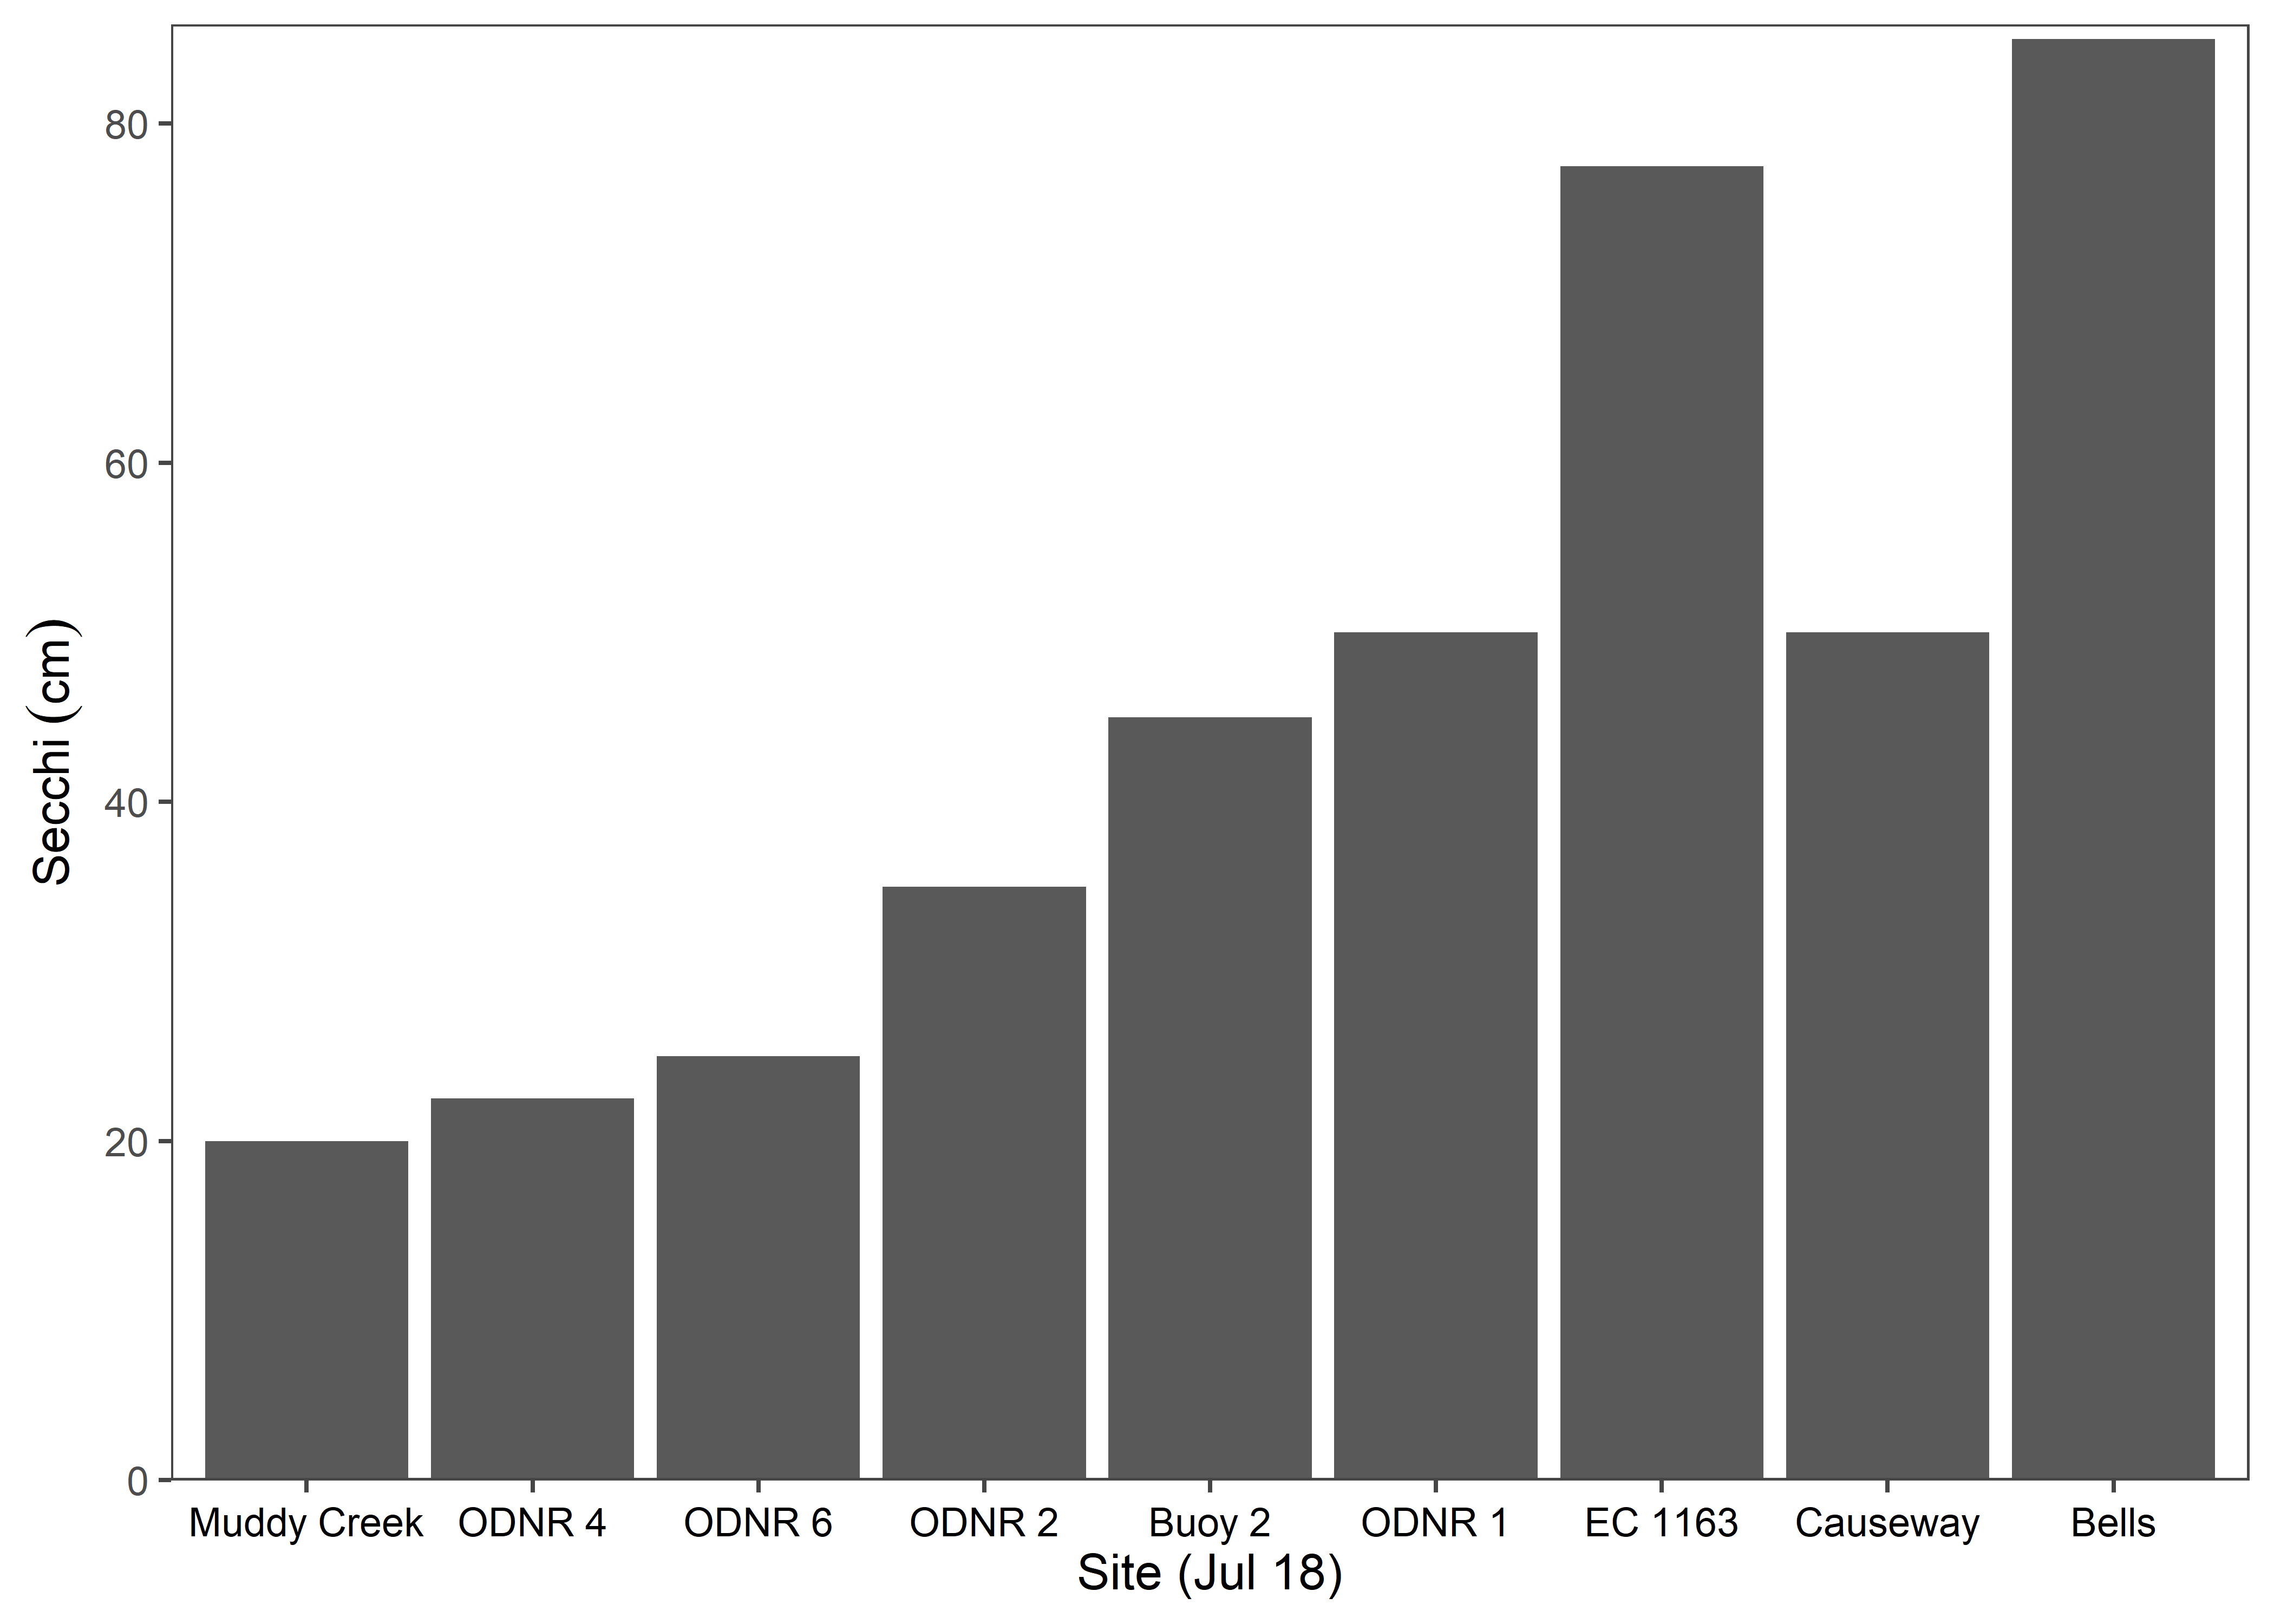 Secchi (cm)
80
60
40
20
0
Muddy Creek ODNR 4 ODNR 6 ODNR 2 Buoy 2 ODNR 1 EC 1163 Causeway Bells
Site (Jul 18)